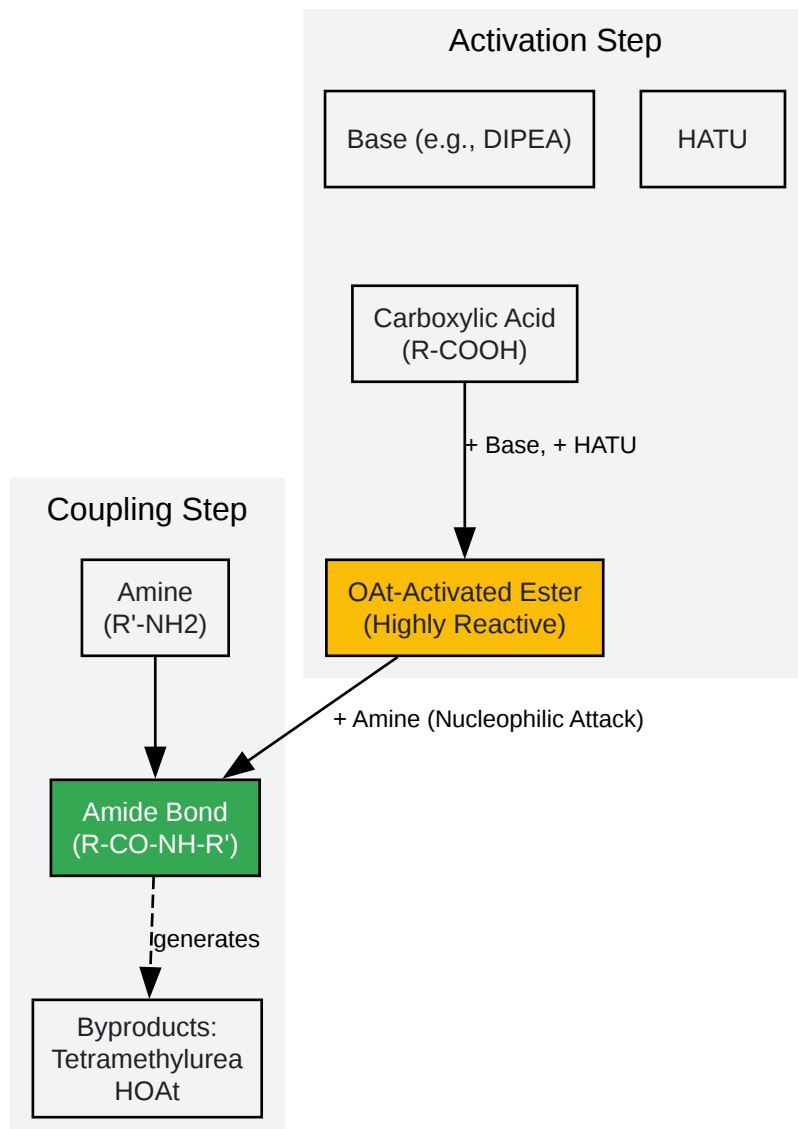 Activation Step
Base (e.g., DIPEA)
HATU
Carboxylic Acid
(R-COOH)
+ Base, + HATU
OAt-Activated Ester
(Highly Reactive)
Coupling Step
Amine
(R'-NH2)
+ Amine (Nucleophilic Attack)
Amide Bond
(R-CO-NH-R')
generates
Byproducts:
Tetramethylurea
HOAt